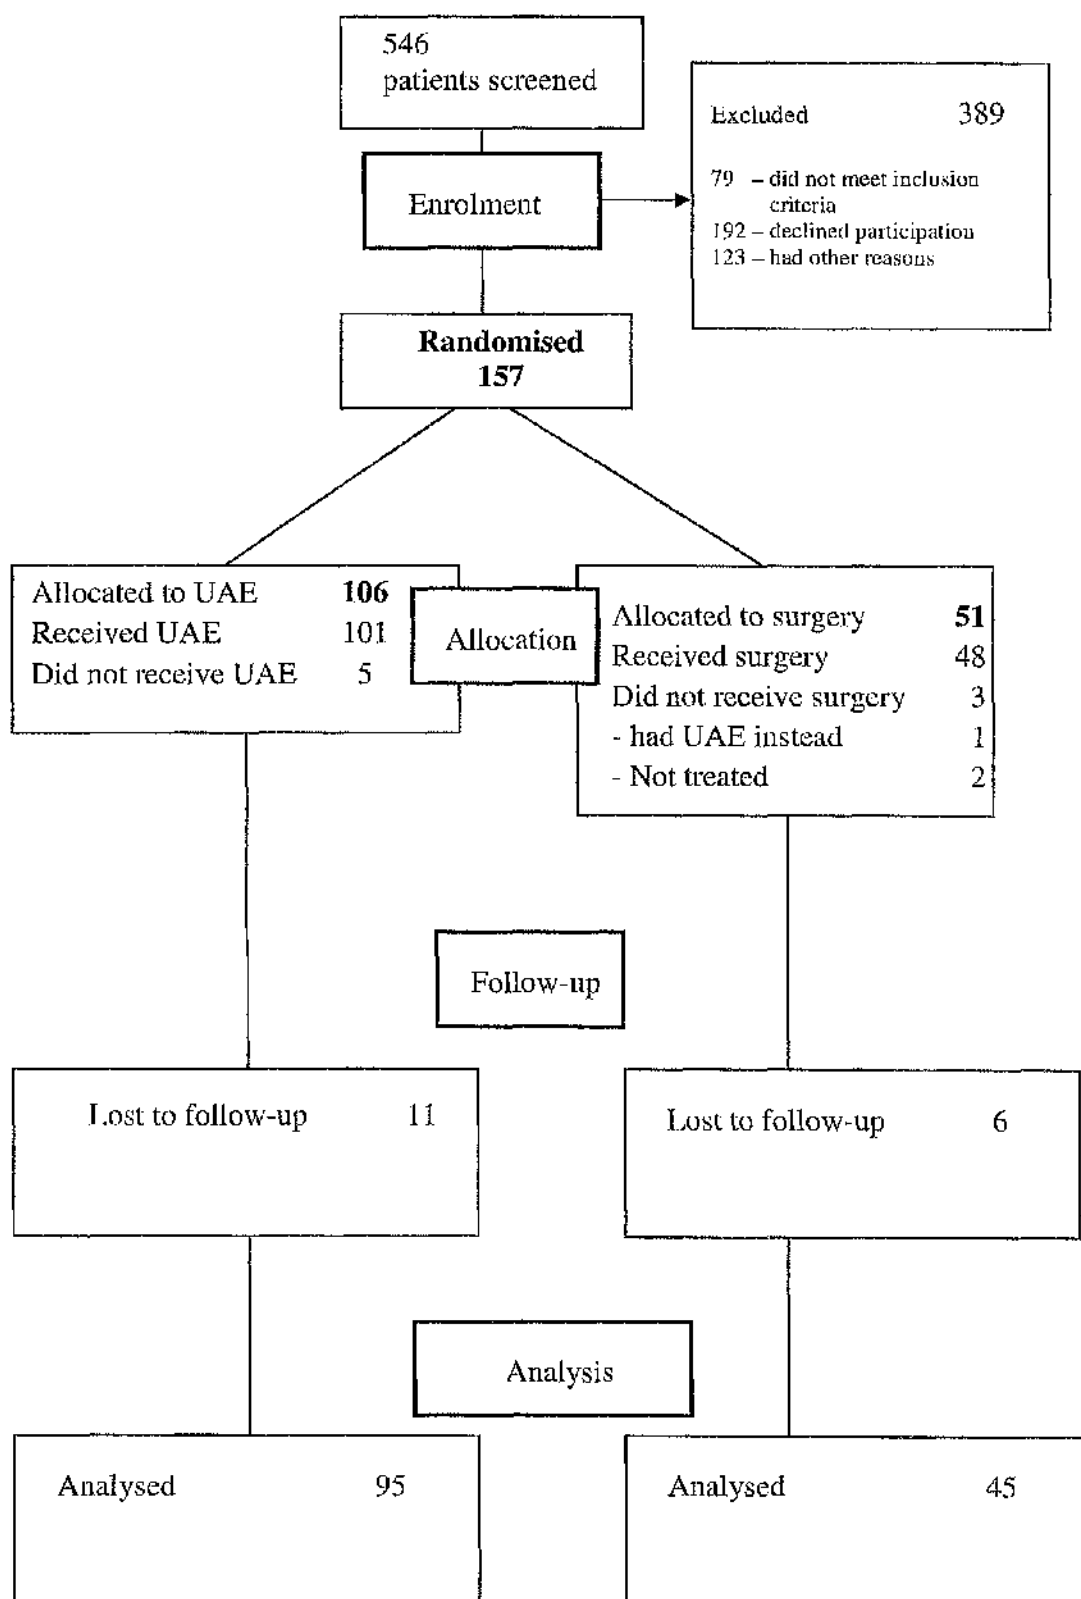 546
patients screened
Excluded 389
79 – did not meet inclusion
criteria
192 – declined participation
123 – had other reasons
Enrolment
Randomised
157
Allocated to UAE 106
Received UAE 101
Did not receive UAE 5
Allocation
Allocated to surgery 51
Received surgery 48
Did not receive surgery 3
- had UAE instead 1
- Not treated 2
Follow-up
Lost to follow-up 11
Lost to follow-up 6
Analysis
Analysed 95
Analysed 45